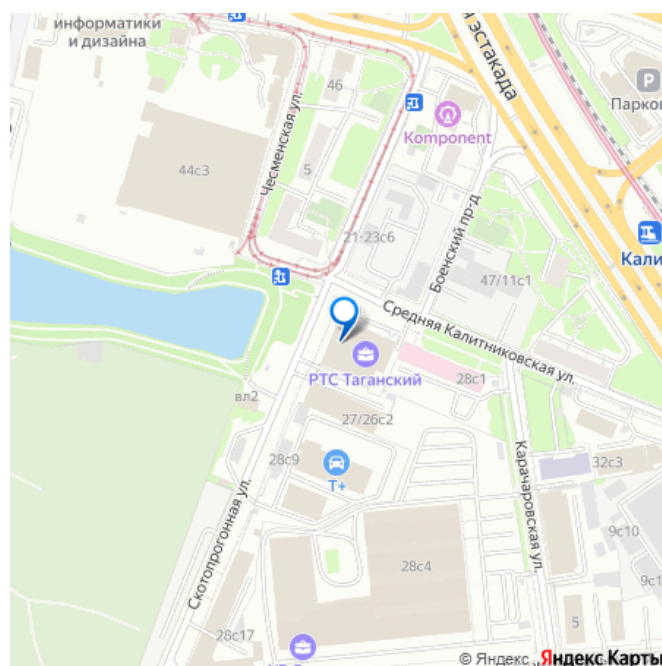 информатики
и дизайна
я эстакада
46
Парков
Komponent
Чесменская ул.
44с3
5
Боенский пр-д
21-23с6
Кали
47/11с1
Средняя Калитниковская ул.
РТС Таганский
28с1
вл2
27/26с2
28с9
Т+
Карачаровская ул.
32с3
Скотопрогонная ул.
9с10
28с4
9с1
5
28с17
© Яндекс Яндекс Карты